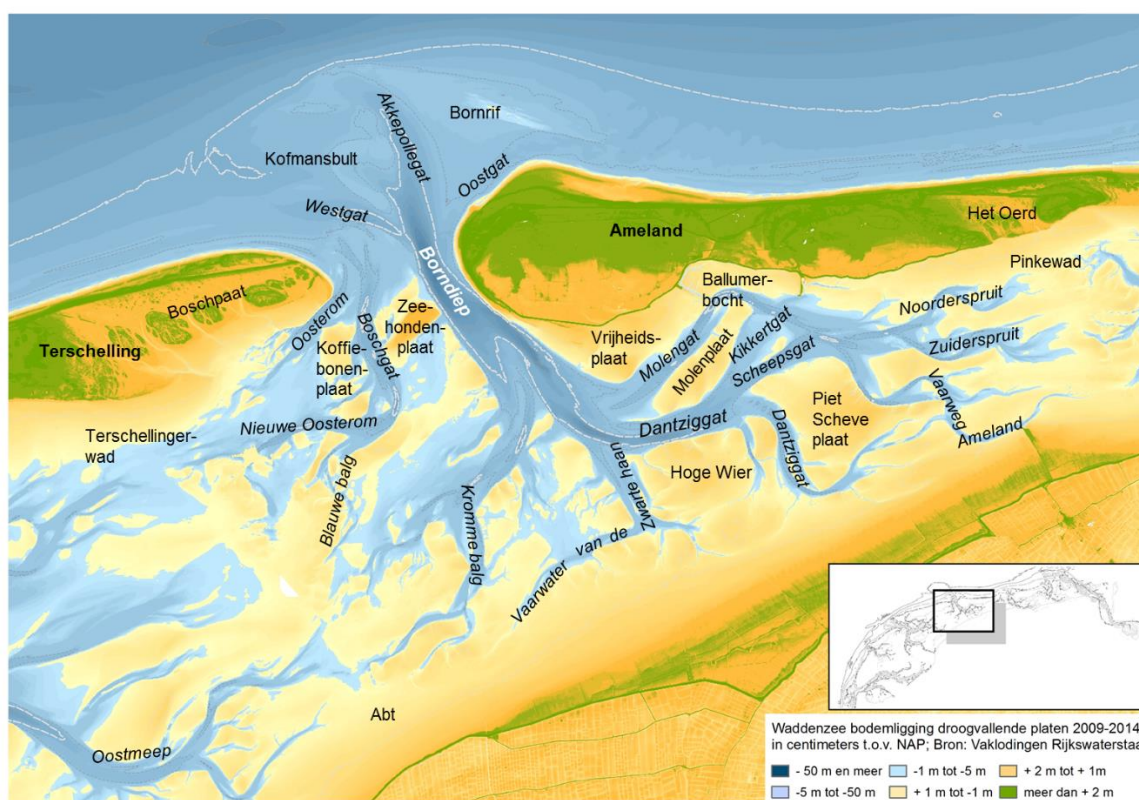 Akkepollegat
Bornrif
Kofmansbult
Oostgat
Westgat
Borndiep
Ameland
Het Oerd
Pinkewad
Ballumer-
bocht
Boschpaat
Oosterom
Boschgat
Zee-
honden-
plaat
Koffie-
bonen-
plaat
Terschelling
Vrijheids-
plaat
Molengat
Molenplaat
Kikkertgat
Scheepsgat
Noorderspruit
Zuiderspruit
Vaarweg
Ameland
Piet
Scheve
plaat
Dantziggat
Dantziggat
Hoge Wier
Nieuwe Oosterom
Terschellinger-
wad
Blauwe balg
Kromme balg
Vaarwater van de
Zwarte haan
Abt
Oostmeep
Waddenzee bodemligging droogvallende platen 2009-2014
in centimeters t.o.v. NAP; Bron: Vaklodingen Rijkswaterstaa
- 50 m en meer
-1 m tot -5 m
+ 2 m tot + 1m
-5 m tot -50 m
+ 1 m tot -1 m
meer dan + 2 m